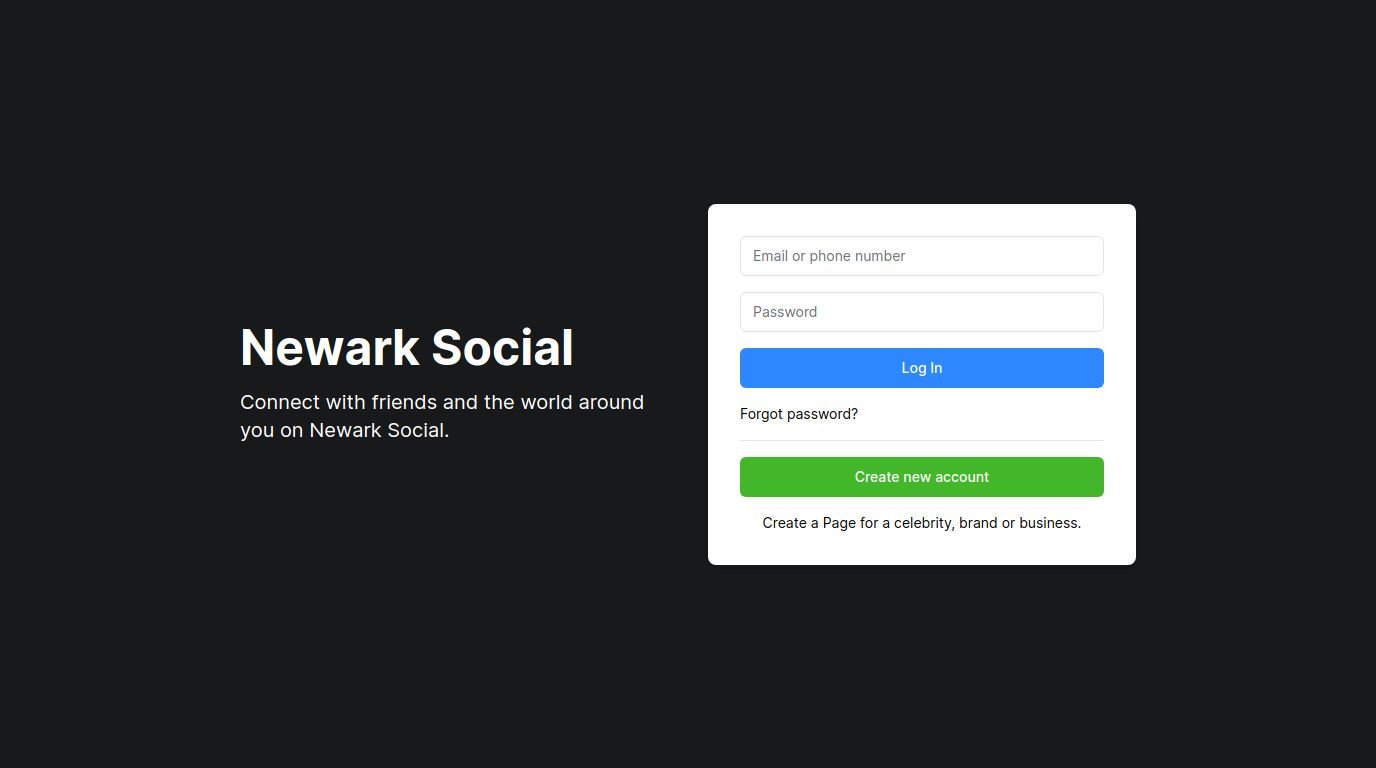 Newark Social
Connect with friends and the world around
you on Newark Social.
Email or phone number
Password
Log In
Forgot password?
Create new account
Create a Page for a celebrity, brand or business.